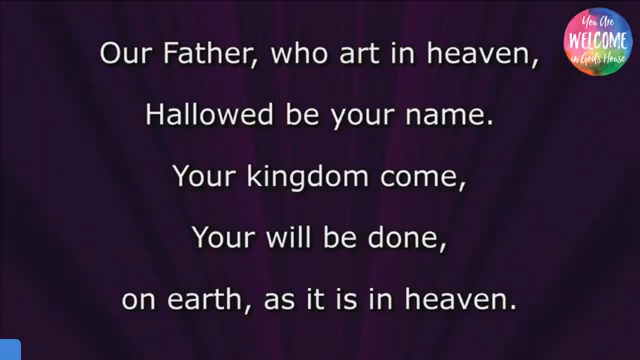 Our Father, who art in heaven,
Hallowed be your name.
Your kingdom come,
Your will be done,
on earth, as it is in heaven.
You Are
WELCOME
in God's House